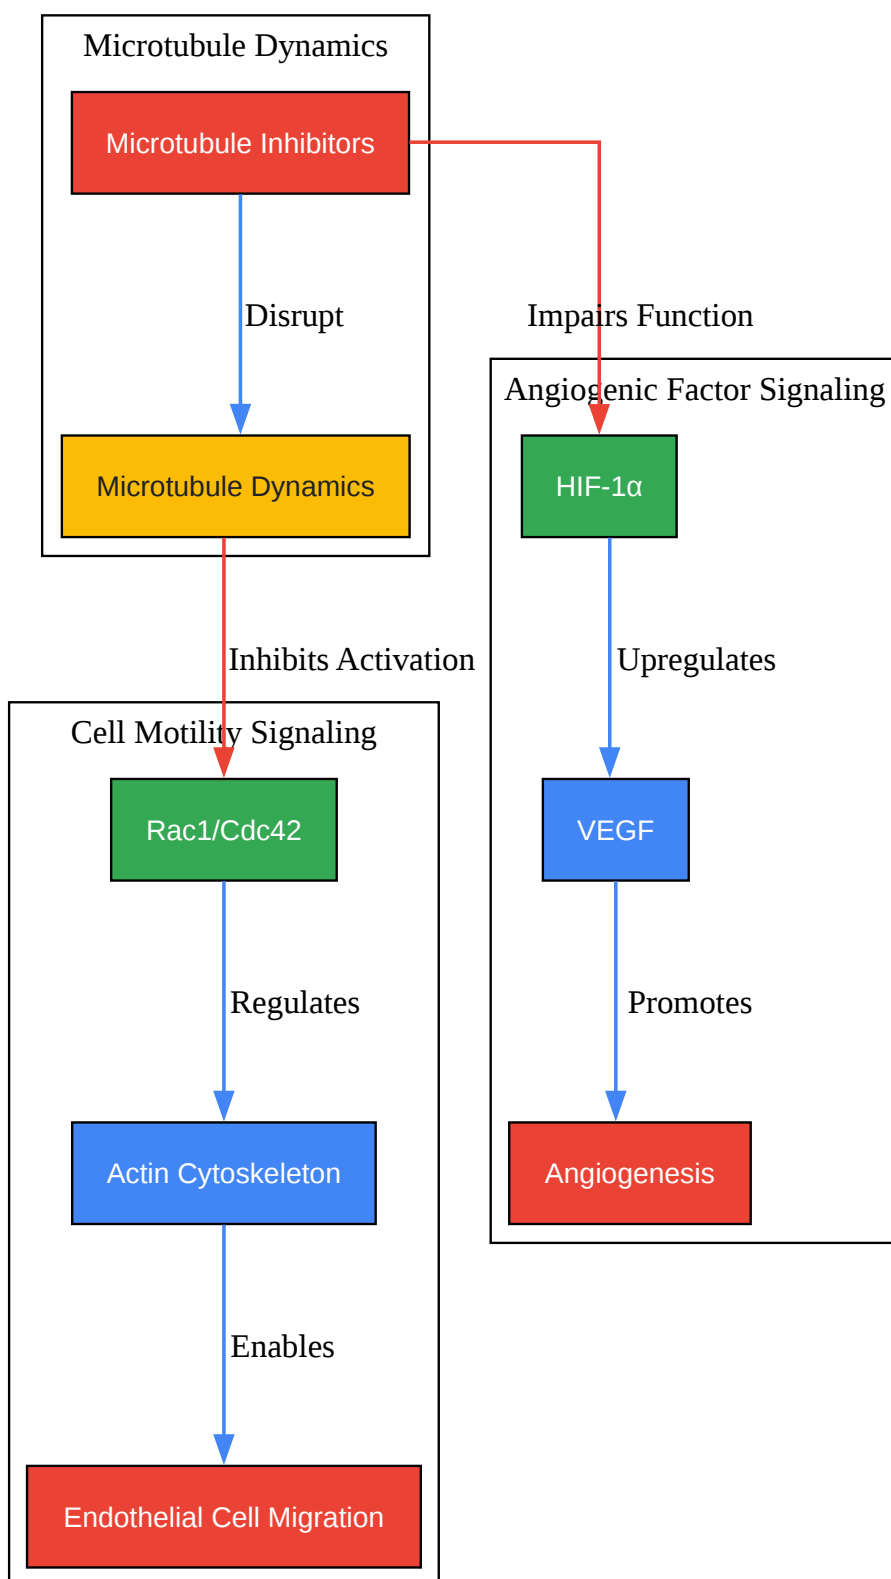 Microtubule Dynamics
Microtubule Inhibitors
Disrupt
Impairs Function
Angiogenic Factor Signaling
Microtubule Dynamics
HIF-1α
Inhibits Activation
Upregulates
Cell Motility Signaling
Rac1/Cdc42
VEGF
Regulates
Promotes
Actin Cytoskeleton
Angiogenesis
Enables
Endothelial Cell Migration